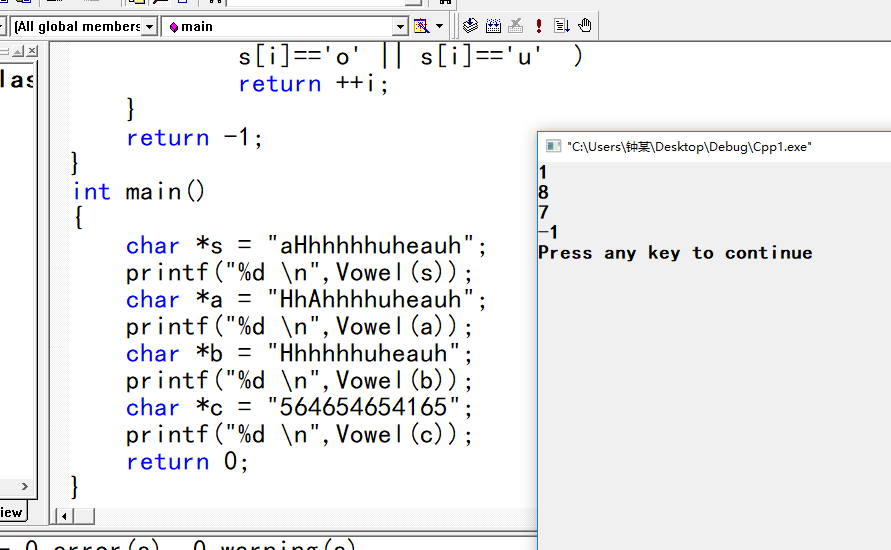 (All global members
main
las
s[i]=='o' || s[i]=='u' )
return ++i;
}
return -1;
}
int main()
{
char *s = "aHhhhhhuheauh";
printf("%d \n",Vowel(s));
char *a = "HhAhhhhuheauh";
printf("%d \n",Vowel(a));
char *b = "Hhhhhhuheauh";
printf("%d \n",Vowel(b));
char *c = "564654654165";
printf("%d \n",Vowel(c));
return 0;
}
iew
- 0 error(s), 0 warning(s)
"C:\Users\钟某\Desktop\Debug\Cpp1.exe"
1
8
7
-1
Press any key to continue